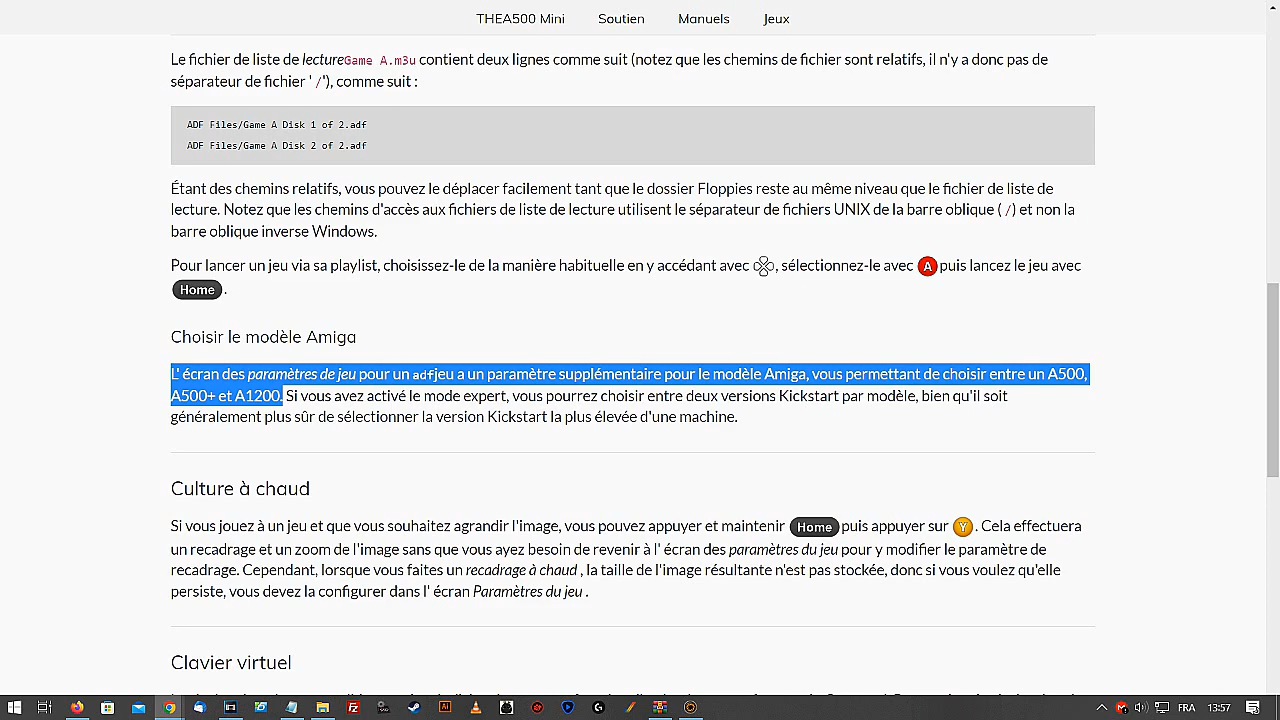 THEA500 Mini Soutien Manuels Jeux
Le fichier de liste de lectureGame A.m3u contient deux lignes comme suit (notez que les chemins de fichier sont relatifs, il n'y a donc pas de
séparateur de fichier ' /'), comme suit :
ADF Files/Game A Disk 1 of 2.adf
ADF Files/Game A Disk 2 of 2.adf
Étant des chemins relatifs, vous pouvez le déplacer facilement tant que le dossier Floppies reste au même niveau que le fichier de liste de
lecture. Notez que les chemins d'accès aux fichiers de liste de lecture utilisent le séparateur de fichiers UNIX de la barre oblique ( /) et non la
barre oblique inverse Windows.
Pour lancer un jeu via sa playlist, choisissez-le de la manière habituelle en y accédant avec , sélectionnez-le avec A puis lancez le jeu avec
Home .
Choisir le modèle Amiga
L' écran des paramètres de jeu pour un adfjeu a un paramètre supplémentaire pour le modèle Amiga, vous permettant de choisir entre un A500,
A500+ et A1200. Si vous avez activé le mode expert, vous pourrez choisir entre deux versions Kickstart par modèle, bien qu'il soit
généralement plus sûr de sélectionner la version Kickstart la plus élevée d'une machine.
Culture à chaud
Si vous jouez à un jeu et que vous souhaitez agrandir l'image, vous pouvez appuyer et maintenir Home puis appuyer sur Y . Cela effectuera
un recadrage et un zoom de l'image sans que vous ayez besoin de revenir à l' écran des paramètres du jeu pour y modifier le paramètre de
recadrage. Cependant, lorsque vous faites un recadrage à chaud , la taille de l'image résultante n'est pas stockée, donc si vous voulez qu'elle
persiste, vous devez la configurer dans l' écran Paramètres du jeu .
Clavier virtuel
FRA 13:57